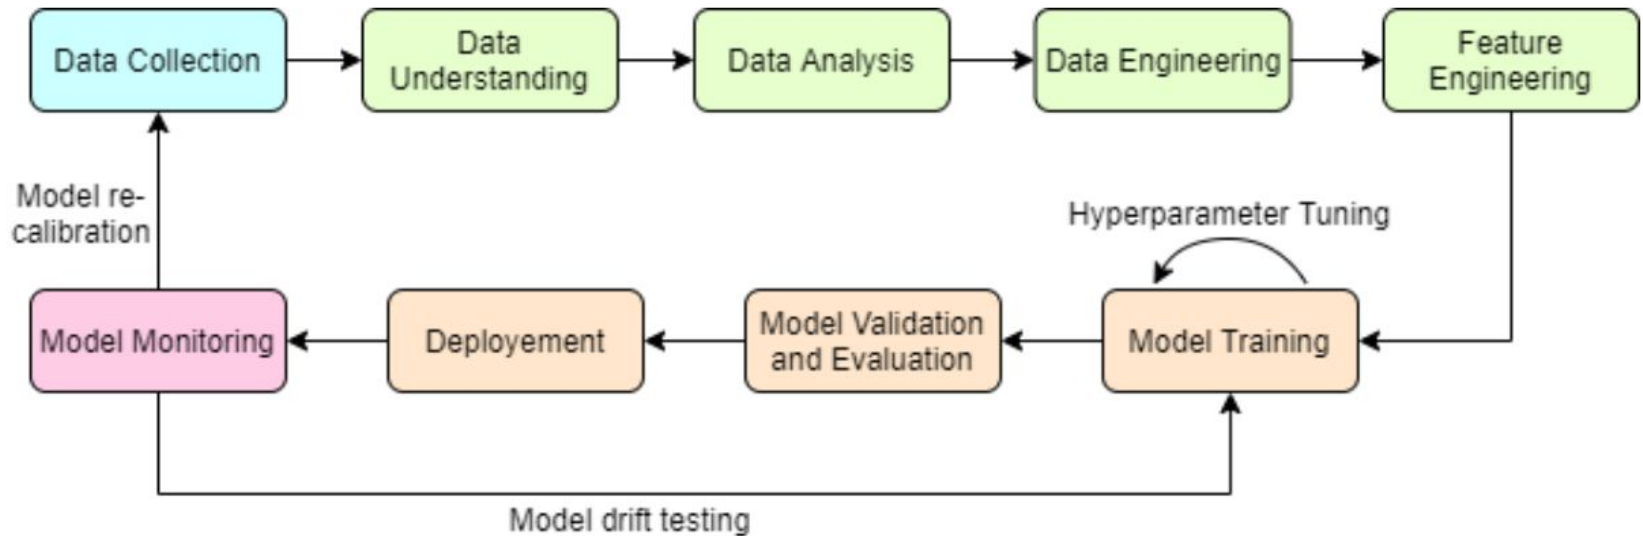 Data Collection
Data
Understanding
Data Analysis
Data Engineering
Feature
Engineering
Model re-
calibration
Hyperparameter Tuning
Model Monitoring
Deployement
Model Validation
and Evaluation
Model Training
Model drift testing